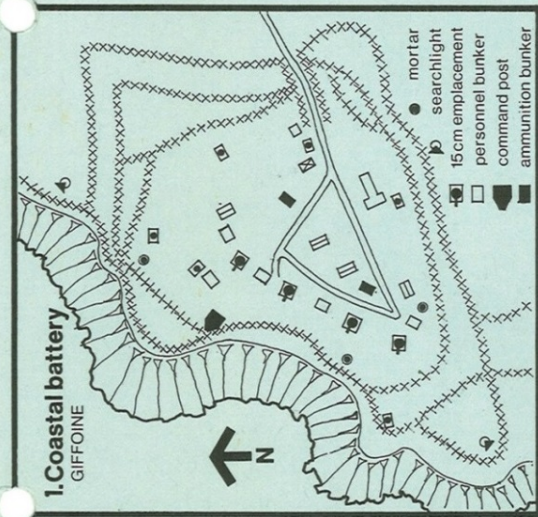 1.Coastal battery
GIFFOINE
N
mortar
searchlight
15cm emplacement
personnel bunker
command post
ammunition bunker